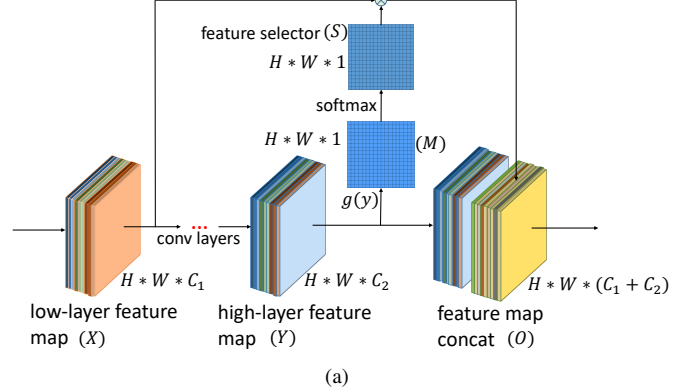 feature selector (S)
H ∗ W ∗ 1
softmax
H ∗ W ∗ 1
(M)
g(y)
...
conv layers
H ∗ W ∗ C₁
H ∗ W ∗ C₂
H ∗ W ∗ (C₁ + C₂)
low-layer feature
map (X)
high-layer feature
map (Y)
feature map
concat (O)
(a)